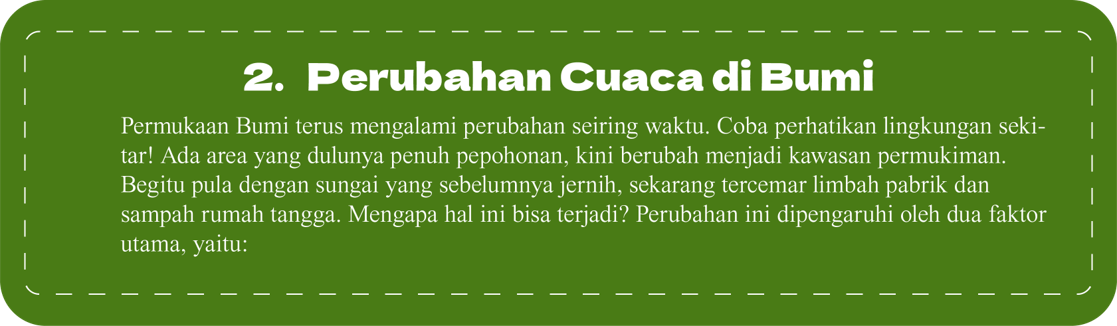 2. Perubahan Cuaca di Bumi
Permukaan Bumi terus mengalami perubahan seiring waktu. Coba perhatikan lingkungan seki-
tar! Ada area yang dulunya penuh pepohonan, kini berubah menjadi kawasan permukiman.
Begitu pula dengan sungai yang sebelumnya jernih, sekarang tercemar limbah pabrik dan
sampah rumah tangga. Mengapa hal ini bisa terjadi? Perubahan ini dipengaruhi oleh dua faktor
utama, yaitu: